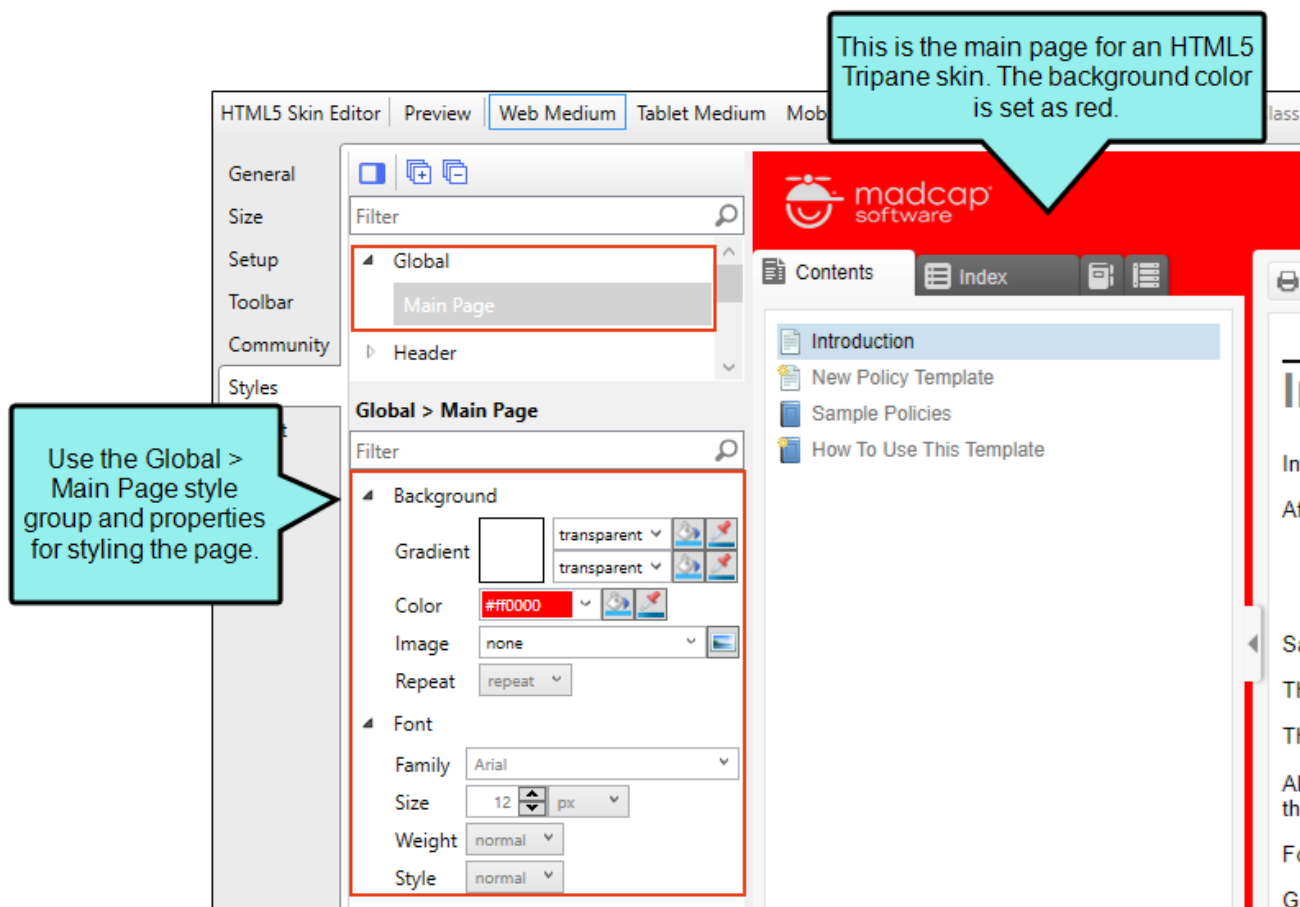 This is the main page for an HTML5
Tripane skin. The background color
is set as red.
HTML5 Skin Editor Preview Web Medium Tablet Medium
General
Size
Setup
Toolbar
Community
Styles
Filter
Global
Main Page
Header
Global > Main Page
Filter
Background
Gradient transparent
transparent
Color #ff0000
Image none
Repeat repeat
Font
Family Arial
Size 12 px
Weight normal
Style normal
Use the Global >
Main Page style
group and properties
for styling the page.
madcap
software
Contents Index
Introduction
New Policy Template
Sample Policies
How To Use This Template